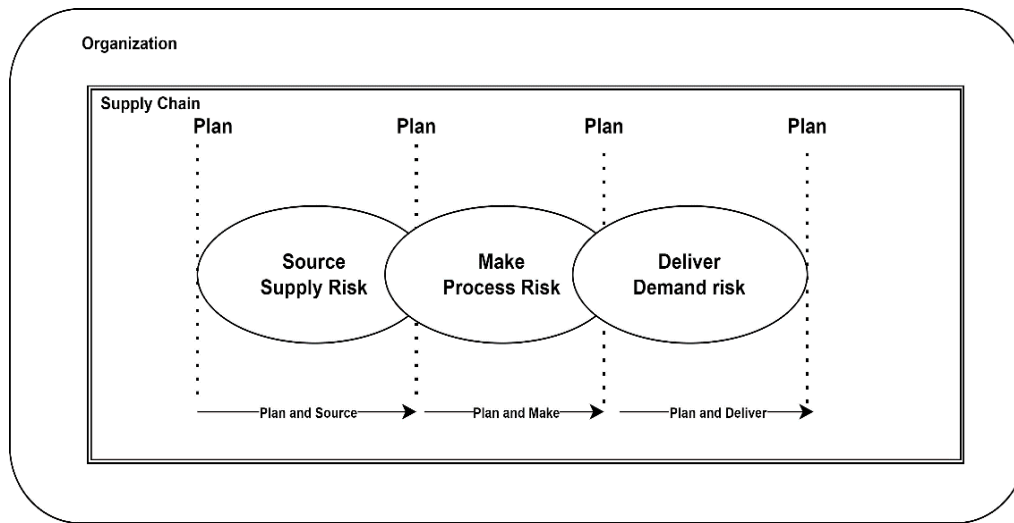 Organization
Supply Chain
Plan Plan Plan Plan
Source
Supply Risk
Make
Process Risk
Deliver
Demand risk
Plan and Source
Plan and Make
Plan and Deliver